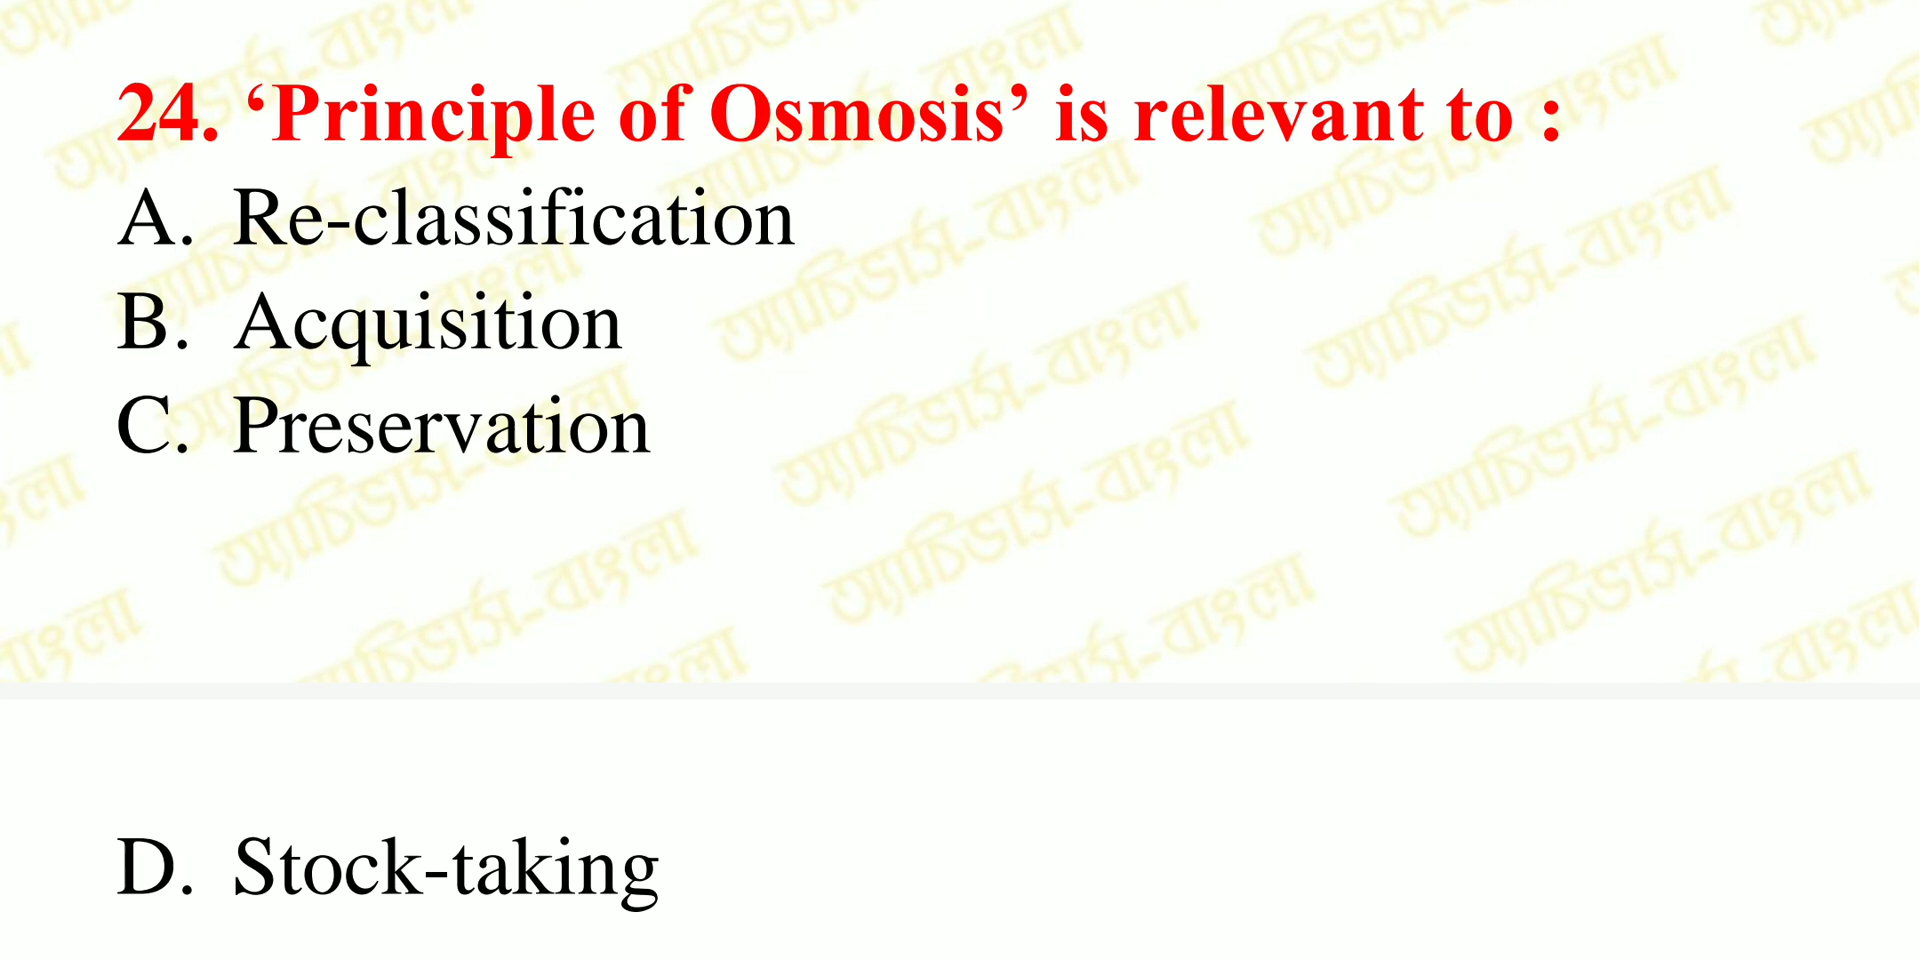 24. ‘Principle of Osmosis’ is relevant to :
A. Re-classification
B. Acquisition
C. Preservation
D. Stock-taking